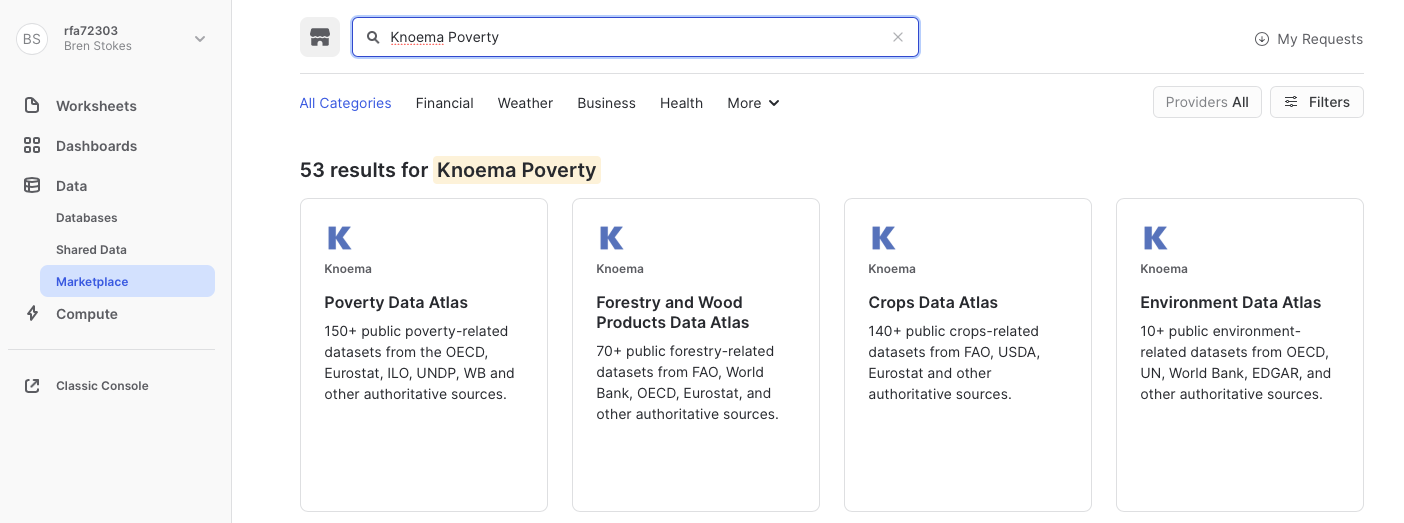 BS
rfa72303
Bren Stokes
Worksheets
Dashboards
Data
Databases
Shared Data
Marketplace
Compute
Classic Console
Knoema Poverty
My Requests
All Categories Financial Weather Business Health More
Providers All
Filters
53 results for Knoema Poverty
K
Knoema
Poverty Data Atlas
150+ public poverty-related
datasets from the OECD,
Eurostat, ILO, UNDP, WB and
other authoritative sources.
K
Knoema
Forestry and Wood
Products Data Atlas
70+ public forestry-related
datasets from FAO, World
Bank, OECD, Eurostat, and
other authoritative sources.
K
Knoema
Crops Data Atlas
140+ public crops-related
datasets from FAO, USDA,
Eurostat and other
authoritative sources.
K
Knoema
Environment Data Atlas
10+ public environment-
related datasets from OECD,
UN, World Bank, EDGAR, and
other authoritative sources.